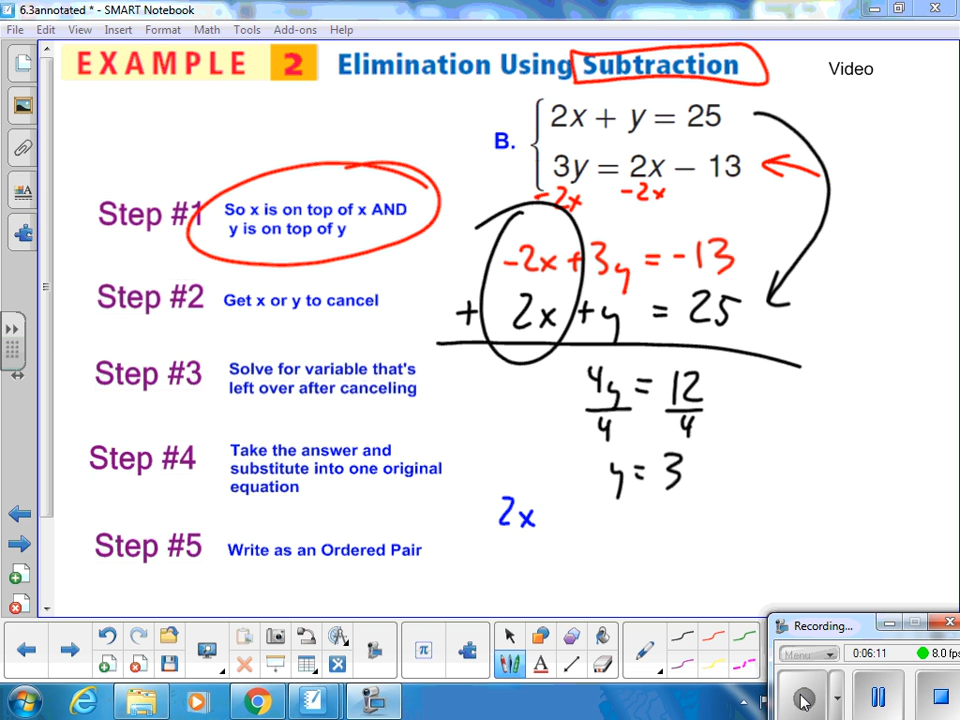 6.3annotated * - SMART Notebook
File Edit View Insert Format Math Tools Add-ons Help
EXAMPLE 2 Elimination Using Subtraction
Video
B.
2x + y = 25
3y = 2x − 13
-2x -2x
Step #1
So x is on top of x AND
y is on top of y
-2x+3y = -13
+ 2x+y = 25
Step #2
Get x or y to cancel
Step #3
Solve for variable that's
left over after canceling
4y = 12
4 4
y = 3
Step #4
Take the answer and
substitute into one original
equation
2x
Step #5
Write as an Ordered Pair
Recording...
Menu
0:06:11
8.0 fps
π
A